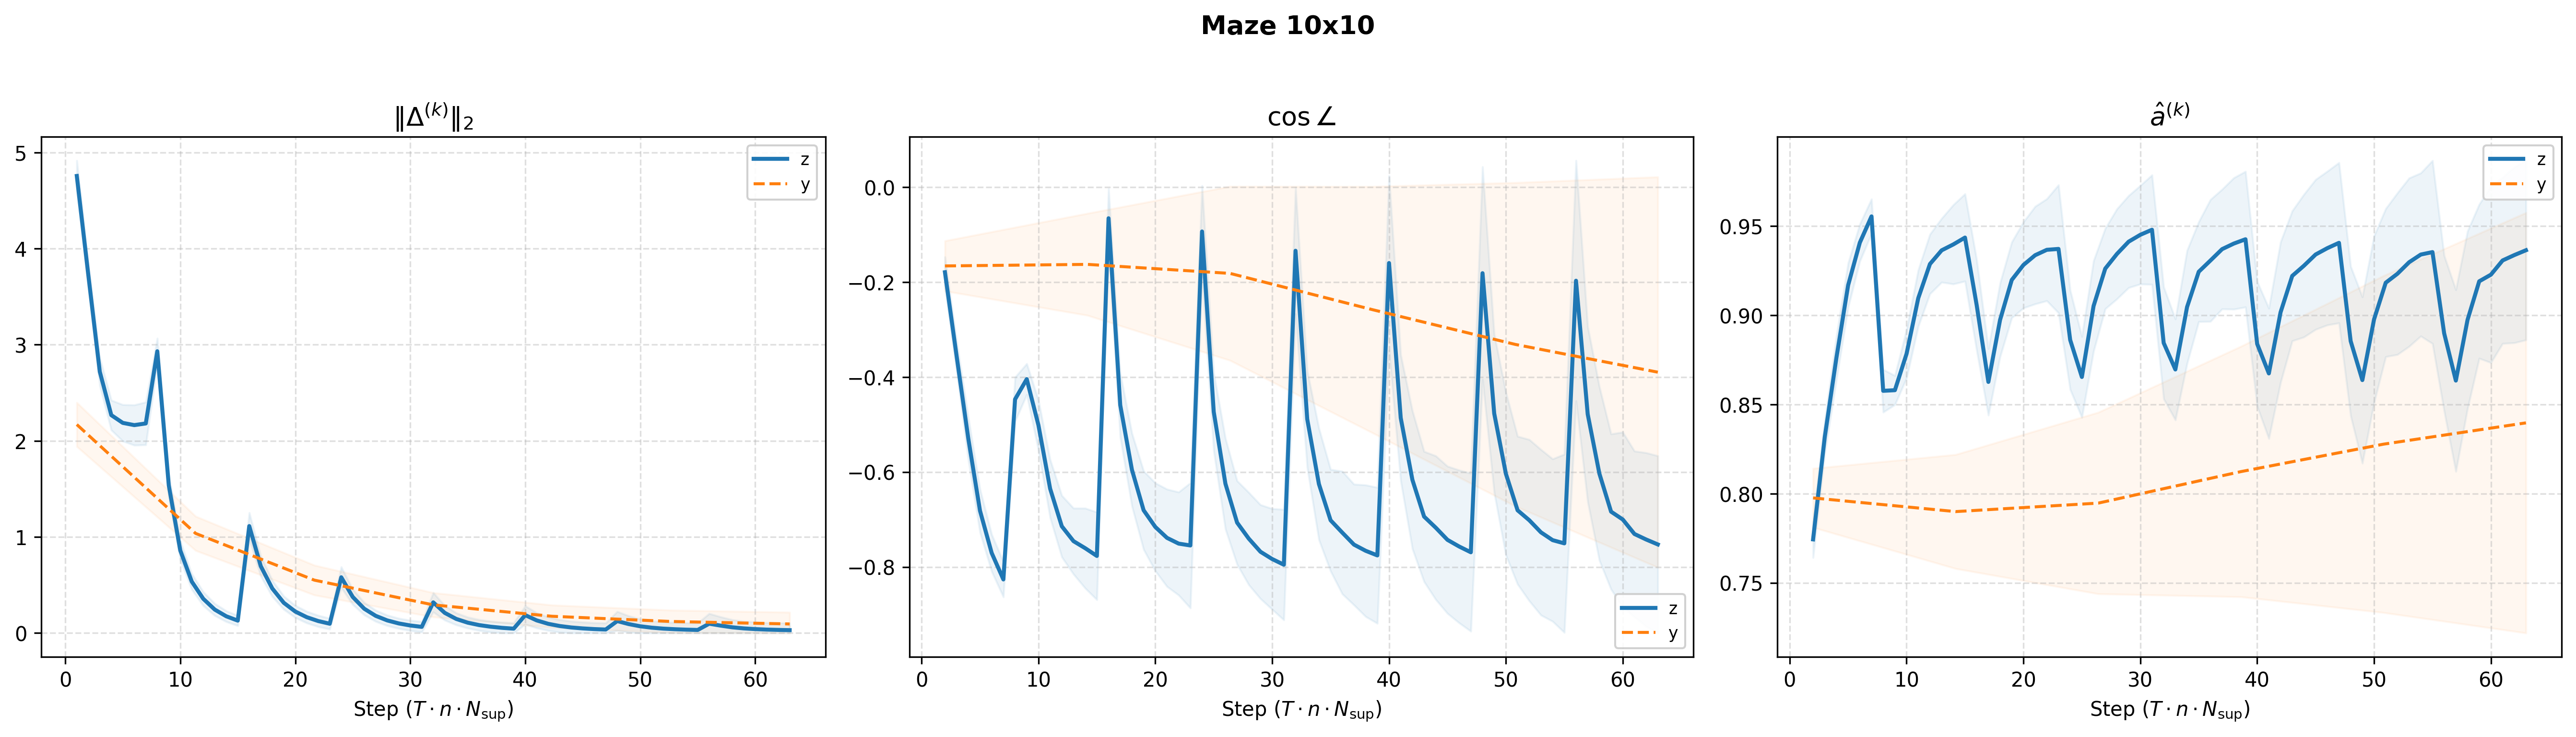 Maze 10x10
‖Δ^(k)‖₂
5
4
3
2
1
0
0 10 20 30 40 50 60
Step (T · n · N_sup)
z
y
cos ∠
0.0
−0.2
−0.4
−0.6
−0.8
0 10 20 30 40 50 60
Step (T · n · N_sup)
z
y
â^(k)
0.95
0.90
0.85
0.80
0.75
0 10 20 30 40 50 60
Step (T · n · N_sup)
z
y